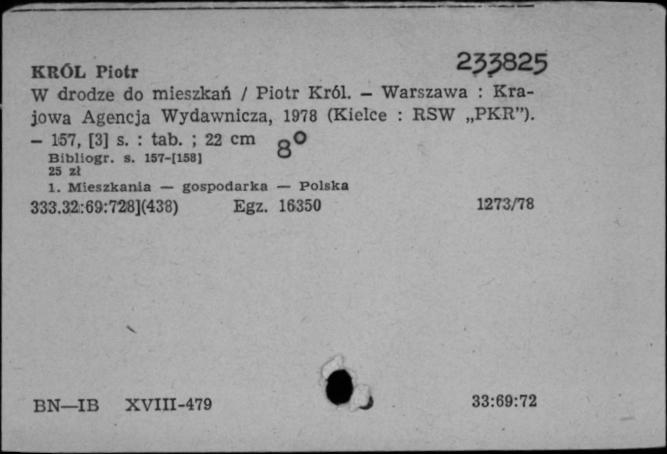 KRÓL Piotr 233825
W drodze do mieszkań / Piotr Król. — Warszawa : Kra-
jowa Agencja Wydawnicza, 1978 (Kielce : RSW „PKR”).
— 157, [3] s. : tab. ; 22 cm 8º
Bibliogr. s. 157-[158]
25 zł
1. Mieszkania — gospodarka — Polska
333.32:69:728](438) Egz. 16350 1273/78
BN—IB XVIII-479 33:69:72